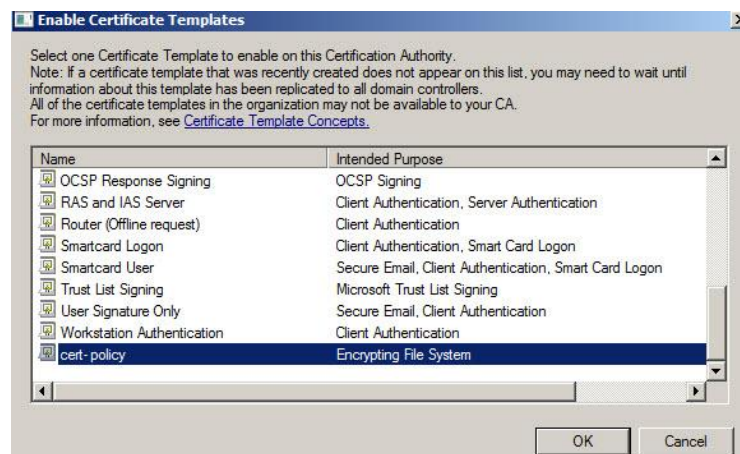 Enable Certificate Templates
Select one Certificate Template to enable on this Certification Authority.
Note: If a certificate template that was recently created does not appear on this list, you may need to wait until
information about this template has been replicated to all domain controllers.
All of the certificate templates in the organization may not be available to your CA.
For more information, see Certificate Template Concepts.
Name Intended Purpose
OCSP Response Signing OCSP Signing
RAS and IAS Server Client Authentication, Server Authentication
Router (Offline request) Client Authentication
Smartcard Logon Client Authentication, Smart Card Logon
Smartcard User Secure Email, Client Authentication, Smart Card Logon
Trust List Signing Microsoft Trust List Signing
User Signature Only Secure Email, Client Authentication
Workstation Authentication Client Authentication
cert-policy Encrypting File System
OK Cancel